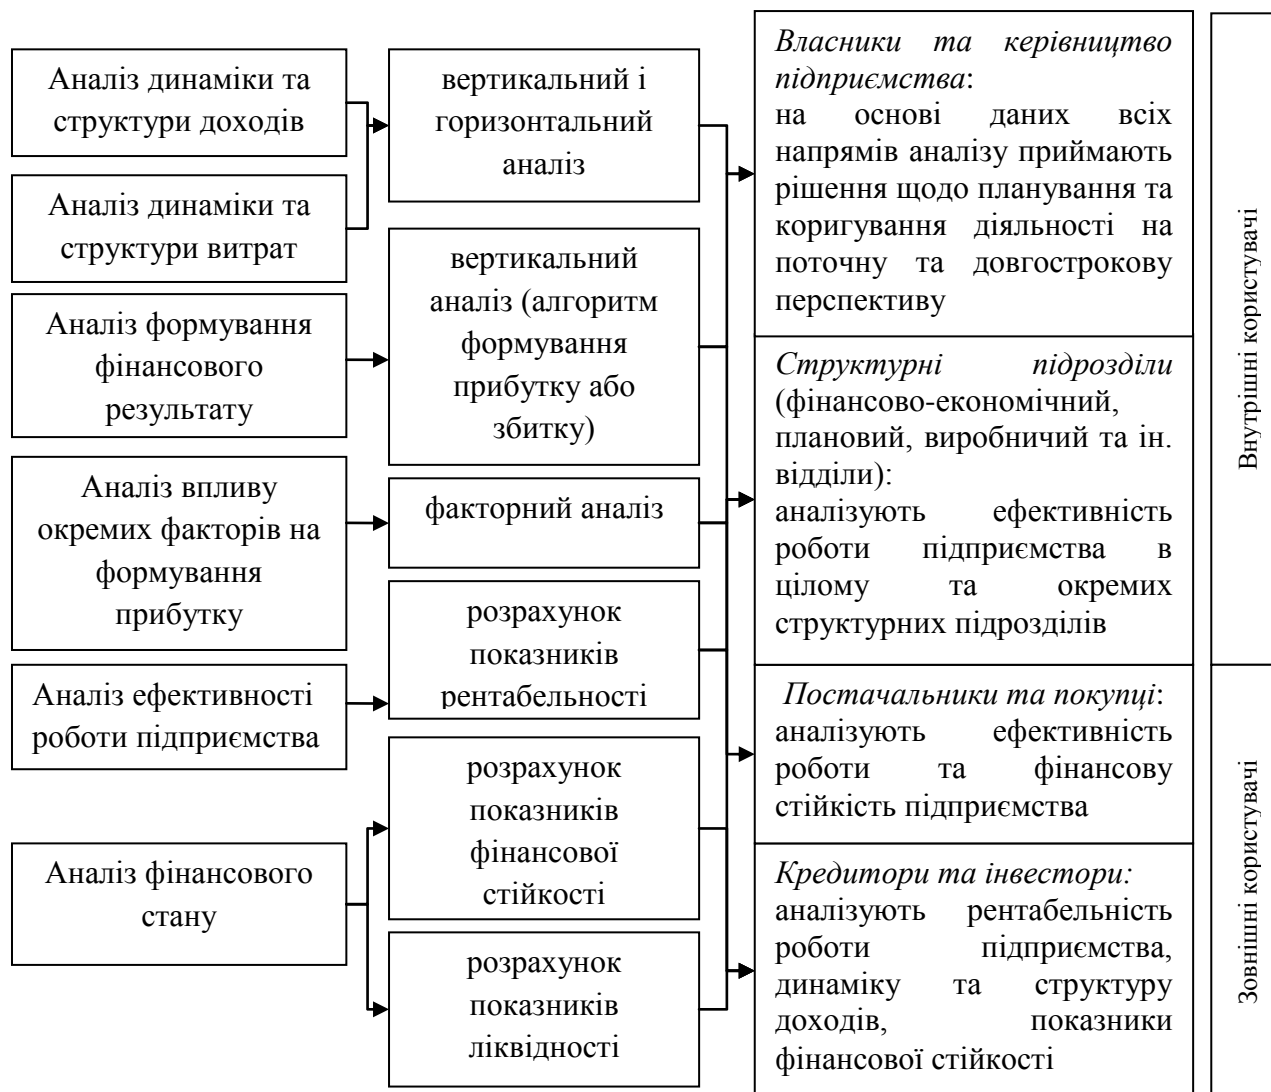 Аналіз динаміки та
структури доходів
Аналіз динаміки та
структури витрат
Аналіз формування
фінансового
результату
Аналіз впливу
окремих факторів на
формування
прибутку
Аналіз ефективності
роботи підприємства
Аналіз фінансового
стану
вертикальний і
горизонтальний
аналіз
вертикальний
аналіз (алгоритм
формування
прибутку або
збитку)
факторний аналіз
розрахунок
показників
рентабельності
розрахунок
показників
фінансової
стійкості
розрахунок
показників
ліквідності
Власники та керівництво
підприємства:
на основі даних всіх
напрямів аналізу приймають
рішення щодо планування та
коригування діяльності на
поточну та довгострокову
перспективу
Структурні підрозділи
(фінансово-економічний,
плановий, виробничий та ін.
відділи):
аналізують ефективність
роботи підприємства в
цілому та окремих
структурних підрозділів
Постачальники та покупці:
аналізують ефективність
роботи та фінансову
стійкість підприємства
Кредитори та інвестори:
аналізують рентабельність
роботи підприємства,
динаміку та структуру
доходів, показники
фінансової стійкості
Внутрішні користувачі
Зовнішні користувачі